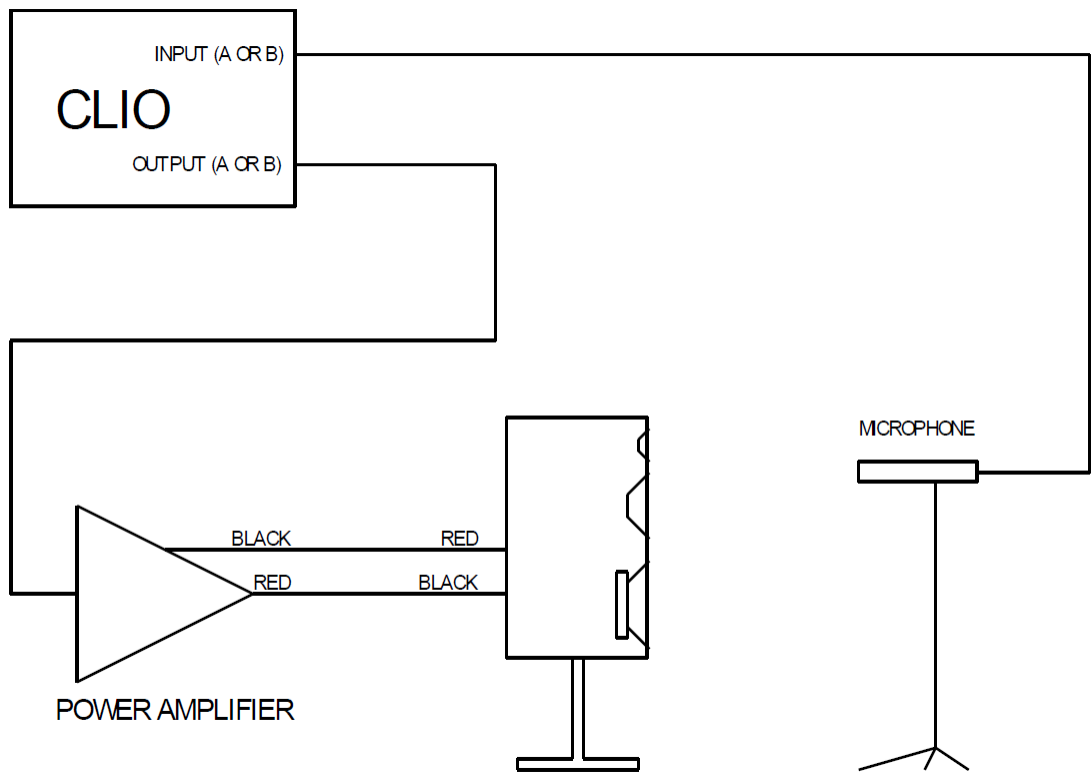 INPUT (A OR B)
CLIO
OUTPUT (A OR B)
MICROPHONE
BLACK RED
RED BLACK
POWER AMPLIFIER